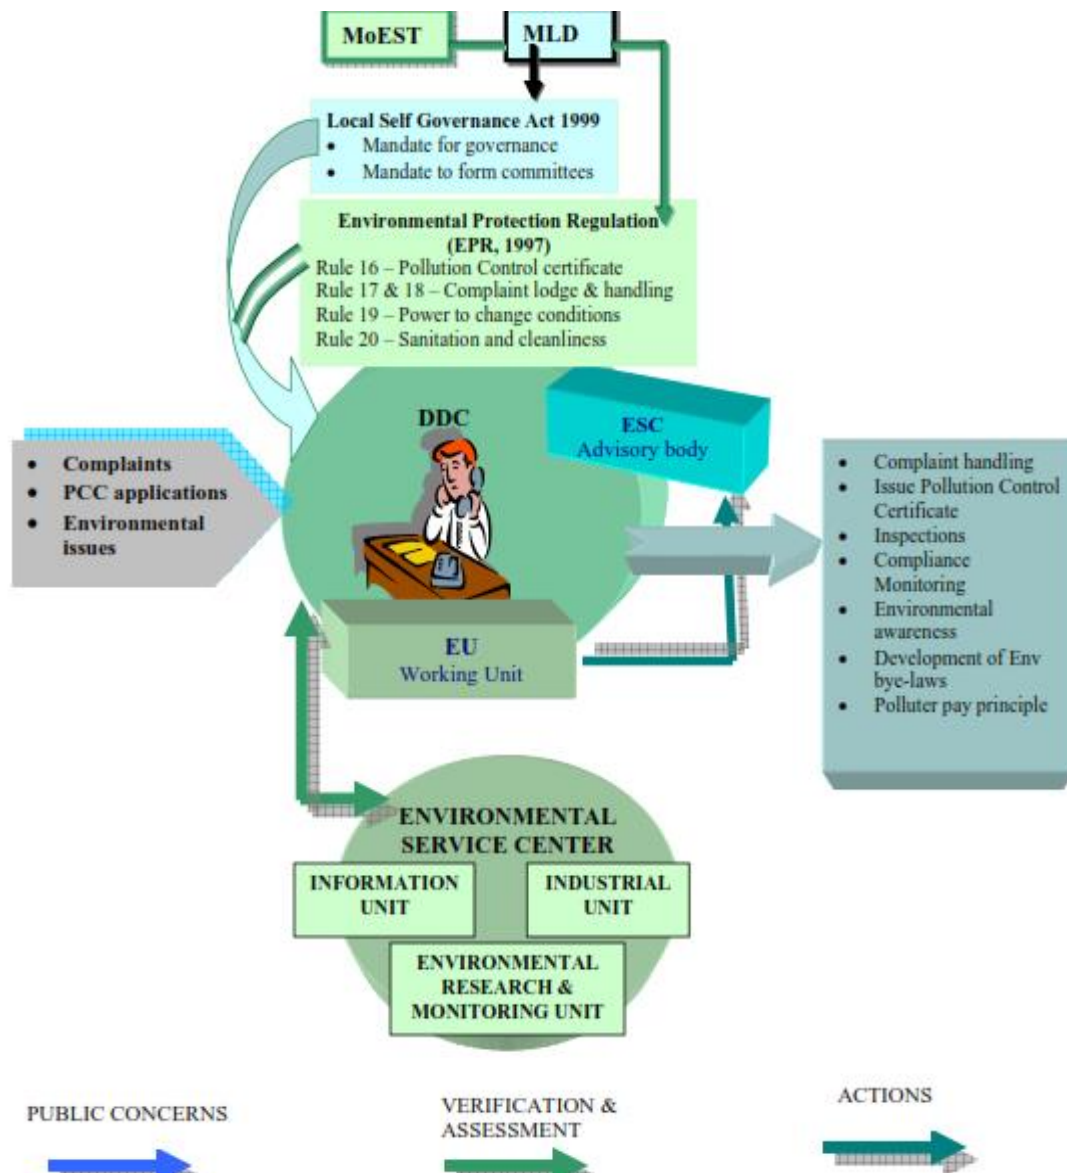 MoEST
MLD
Local Self Governance Act 1999
• Mandate for governance
• Mandate to form committees
Environmental Protection Regulation
(EPR, 1997)
Rule 16 – Pollution Control certificate
Rule 17 & 18 – Complaint lodge & handling
Rule 19 – Power to change conditions
Rule 20 – Sanitation and cleanliness
DDC
ESC
Advisory body
• Complaints
• PCC applications
• Environmental
issues
• Complaint handling
• Issue Pollution Control
Certificate
• Inspections
• Compliance
Monitoring
• Environmental
awareness
• Development of Env
bye-laws
• Polluter pay principle
EU
Working Unit
ENVIRONMENTAL
SERVICE CENTER
INFORMATION
UNIT
INDUSTRIAL
UNIT
ENVIRONMENTAL
RESEARCH &
MONITORING UNIT
PUBLIC CONCERNS
VERIFICATION &
ASSESSMENT
ACTIONS